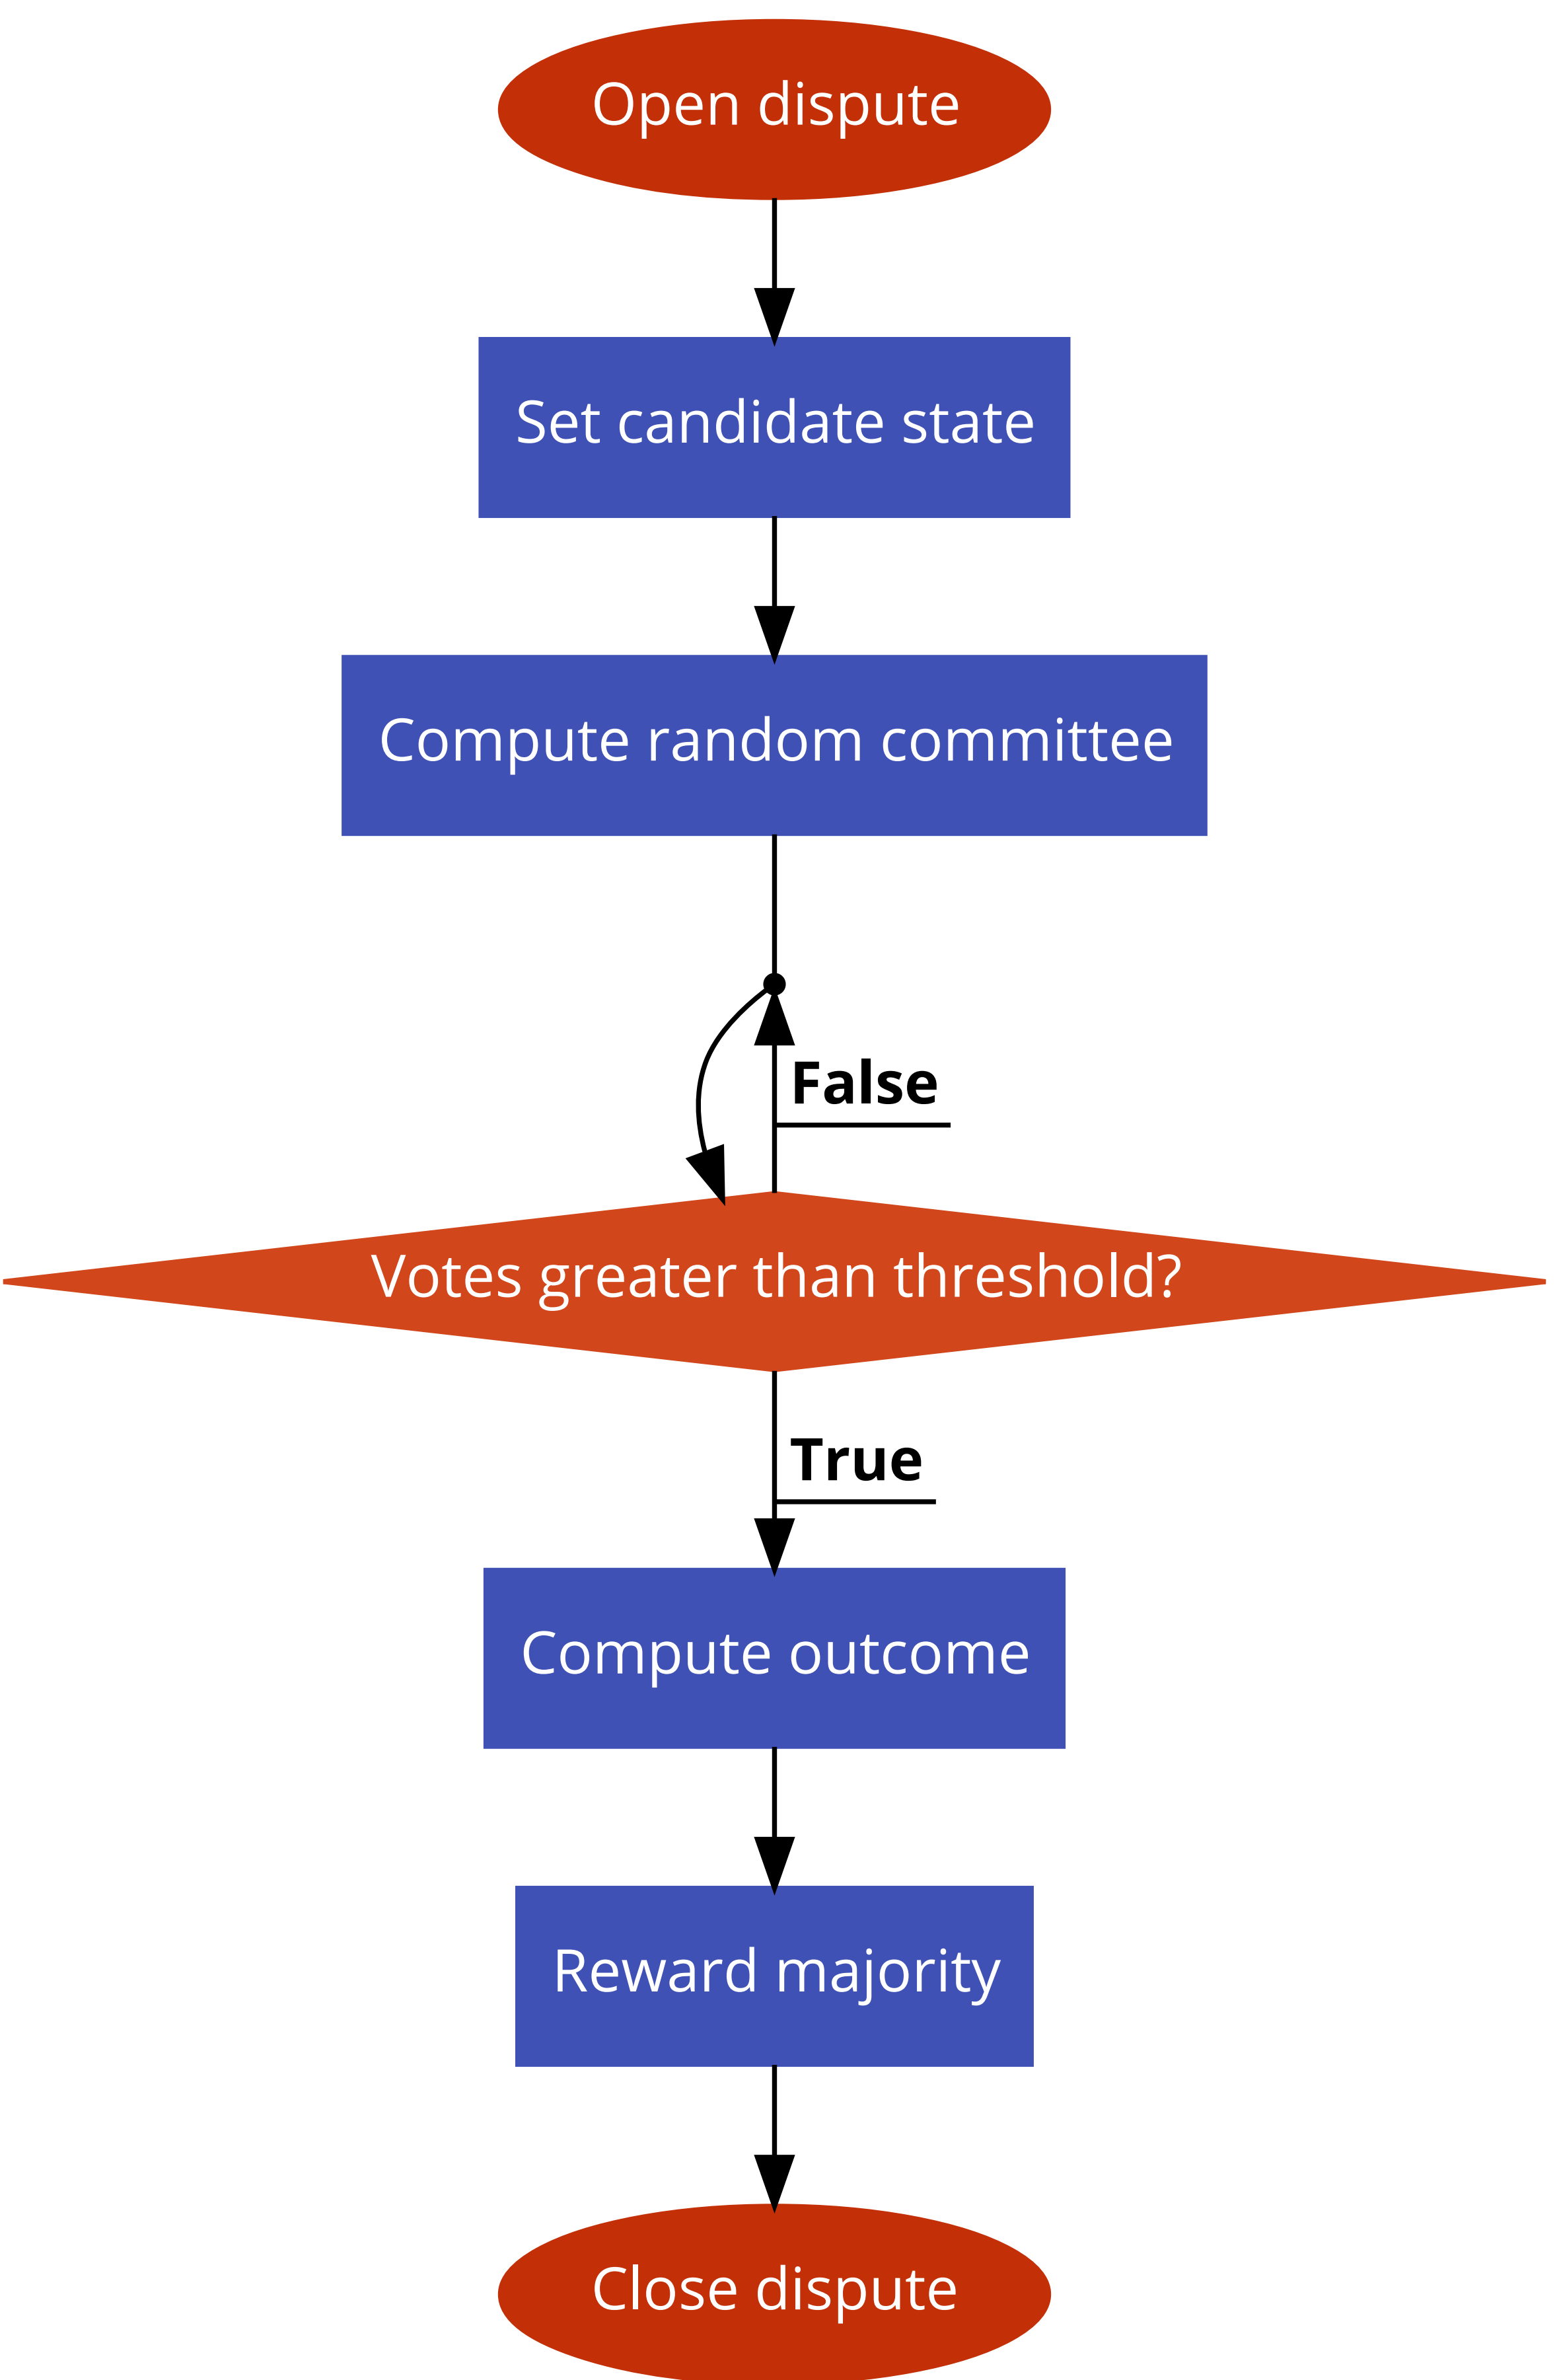 Open dispute
Set candidate state
Compute random committee
False
Votes greater than threshold?
True
Compute outcome
Reward majority
Close dispute